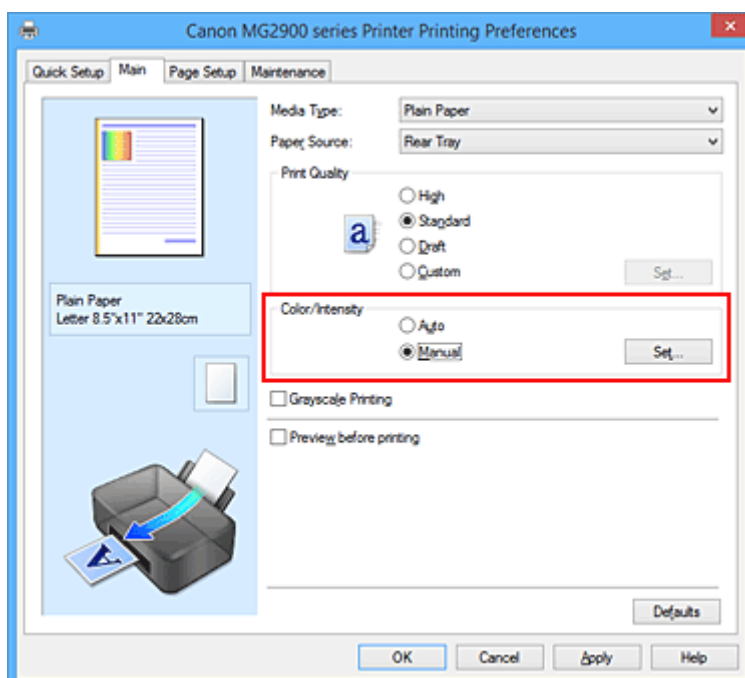 Canon MG2900 series Printer Printing Preferences
Quick Setup Main Page Setup Maintenance
Media Type: Plain Paper
Paper Source: Rear Tray
Print Quality
High
a Standard
Draft
Custom Set...
Plain Paper
Letter 8.5"x11" 22x28cm
Color/Intensity
Auto
Manual Set...
Grayscale Printing
Preview before printing
A
Defaults
OK Cancel Apply Help